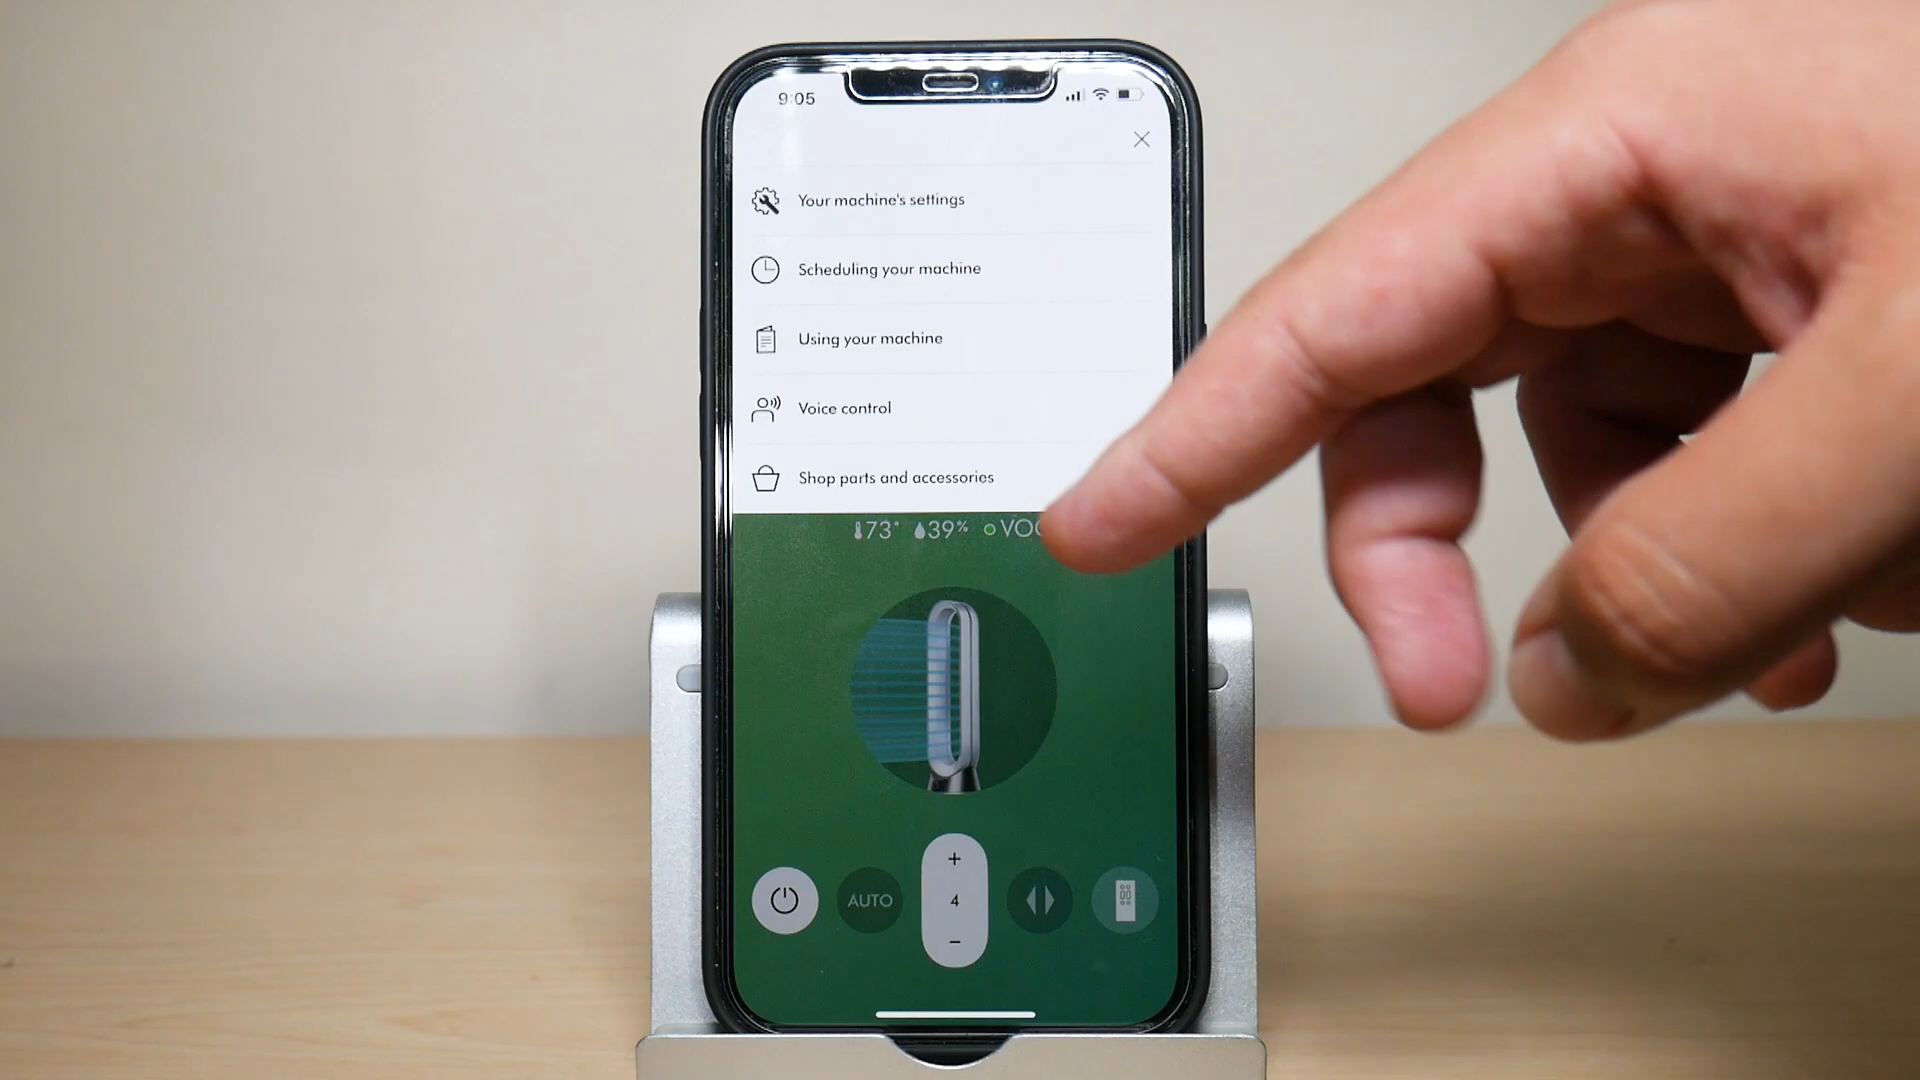 9:05
Your machine's settings
Scheduling your machine
Using your machine
Voice control
Shop parts and accessories
73° 39%
+
AUTO 4
−